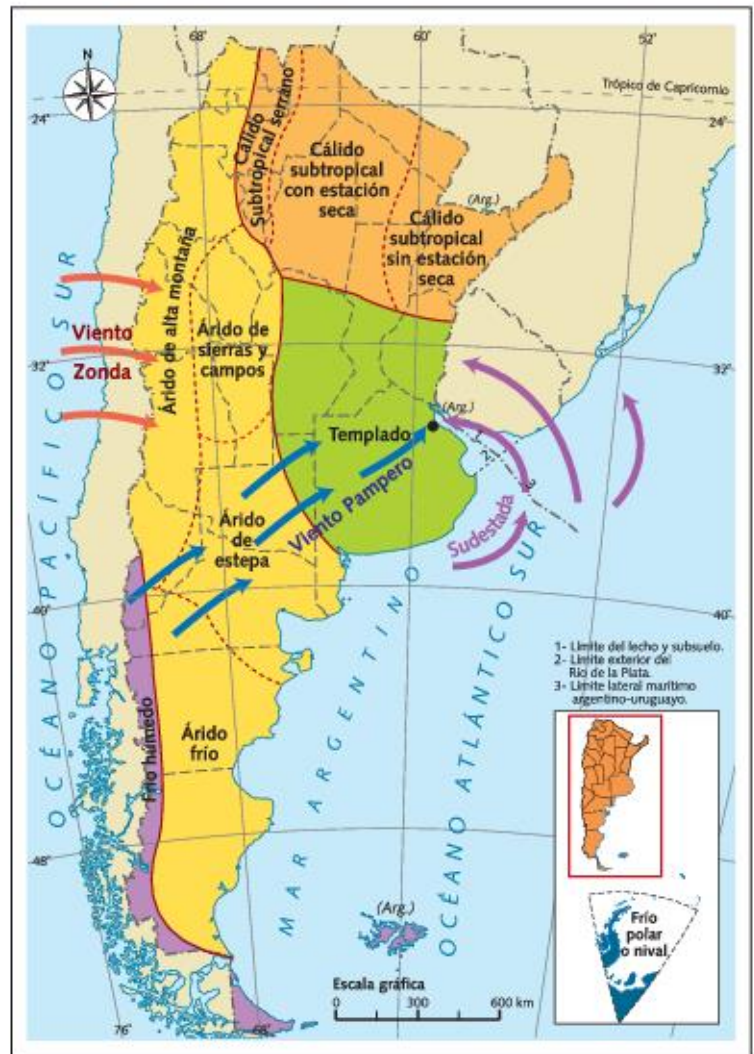 N
68°
60°
52°
Trópico de Capricornio
24°
24°
Cálido
Subtropical serrano
Cálido
subtropical
con estación
seca
(Arg.)
Cálido
subtropical
sin estación
seca
OCÉANO PACÍFICO SUR
Viento
Zonda
Árido de alta montaña
Árido de
sierras y
campos
32°
32°
(Arg.)
Templado
1
2
3
Viento Pampero
Sudestada
Árido
de
estepa
40°
40°
MAR ARGENTINO
OCÉANO ATLÁNTICO SUR
1- Límite del lecho y subsuelo.
2- Límite exterior del
Río de la Plata.
3- Límite lateral marítimo
argentino-uruguayo.
Frío húmedo
Árido
frío
48°
(Arg.)
Frío
polar
o nival
Escala gráfica
0 300 600 km
76°
68°